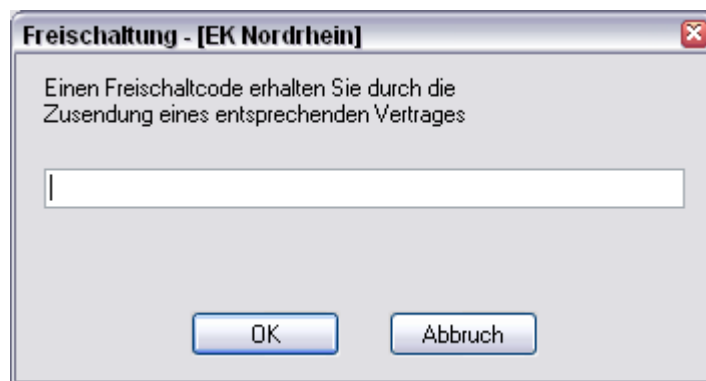 Freischaltung - [EK Nordrhein]
Einen Freischaltcode erhalten Sie durch die
Zusendung eines entsprechenden Vertrages
OK
Abbruch